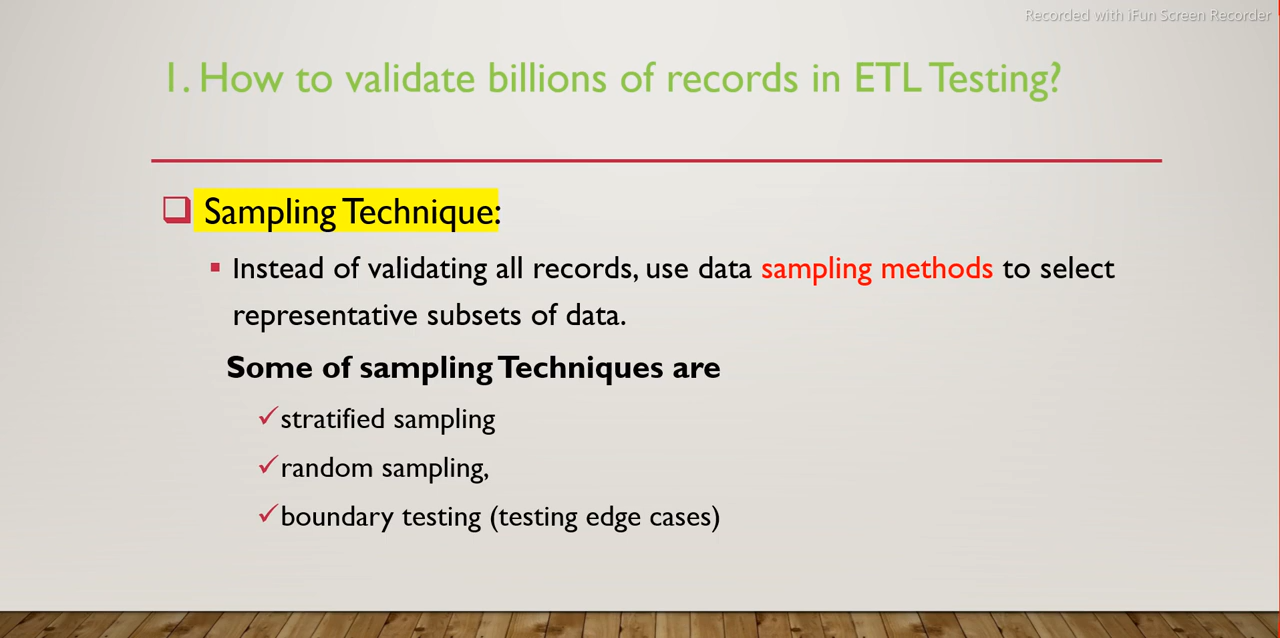 Recorded with iFun Screen Recorder
1. How to validate billions of records in ETL Testing?
Sampling Technique:
Instead of validating all records, use data sampling methods to select
representative subsets of data.
Some of sampling Techniques are
stratified sampling
random sampling,
boundary testing (testing edge cases)